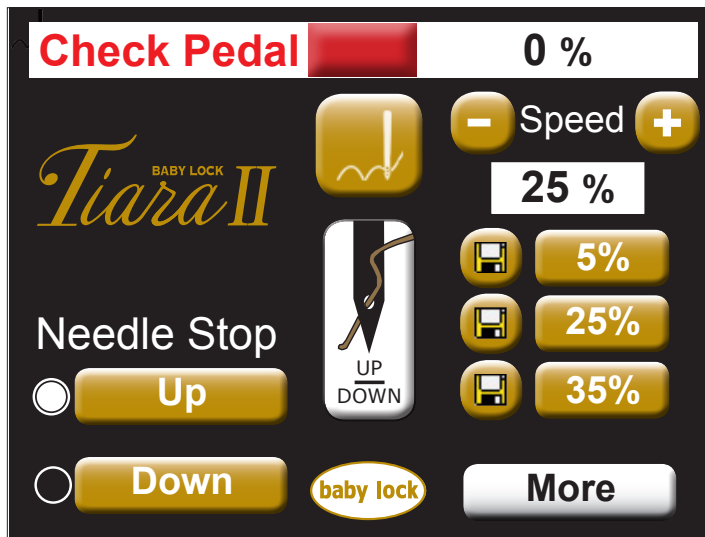 Check Pedal 0 %
- Speed +
BABY LOCK
Tiara II
25 %
5%
25%
35%
Needle Stop
Up
Down
UP
DOWN
baby lock
More